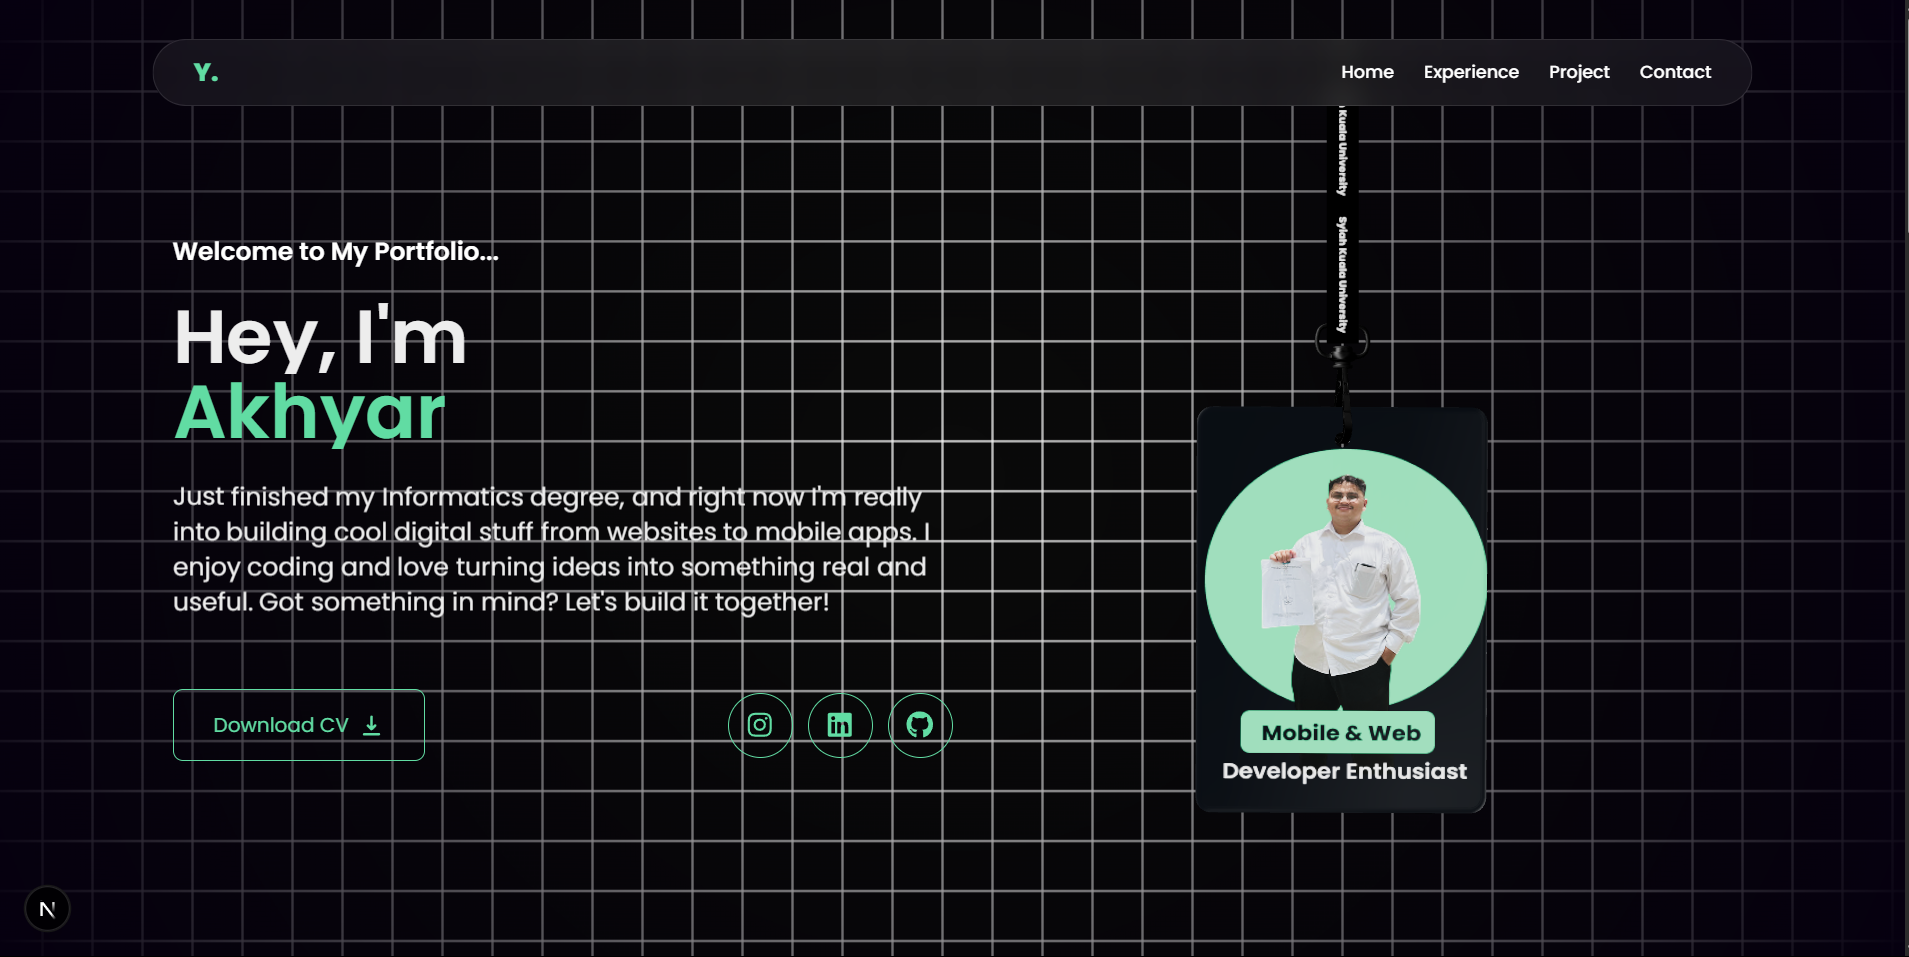 Y.
Home Experience Project Contact
Kuala University
Syiah Kuala University
Welcome to My Portfolio...
Hey, I'm
Akhyar
Just finished my Informatics degree, and right now I'm really
into building cool digital stuff from websites to mobile apps. I
enjoy coding and love turning ideas into something real and
useful. Got something in mind? Let's build it together!
Download CV
Mobile & Web
Developer Enthusiast
N